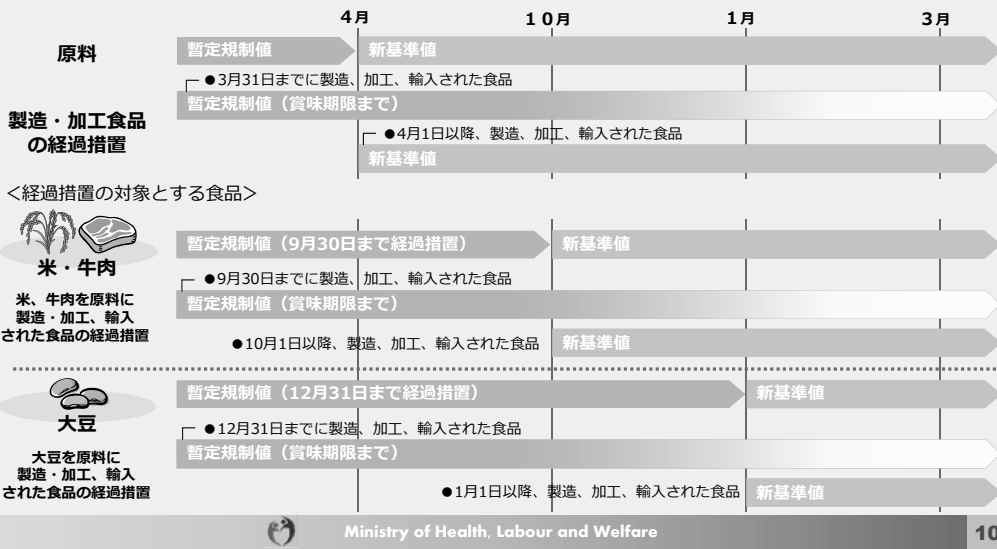 4月 10月 1月 3月
原料
暫定規制値 新基準値
●3月31日までに製造、加工、輸入された食品
製造・加工食品
の経過措置
暫定規制値(賞味期限まで)
●4月1日以降、製造、加工、輸入された食品
新基準値
<経過措置の対象とする食品>
米・牛肉
暫定規制値(9月30日まで経過措置) 新基準値
●9月30日までに製造、加工、輸入された食品
米、牛肉を原料に
製造・加工、輸入
された食品の経過措置
暫定規制値(賞味期限まで)
●10月1日以降、製造、加工、輸入された食品 新基準値
大豆
暫定規制値(12月31日まで経過措置) 新基準値
●12月31日までに製造、加工、輸入された食品
大豆を原料に
製造・加工、輸入
された食品の経過措置
暫定規制値(賞味期限まで)
●1月1日以降、製造、加工、輸入された食品 新基準値
Ministry of Health, Labour and Welfare 10